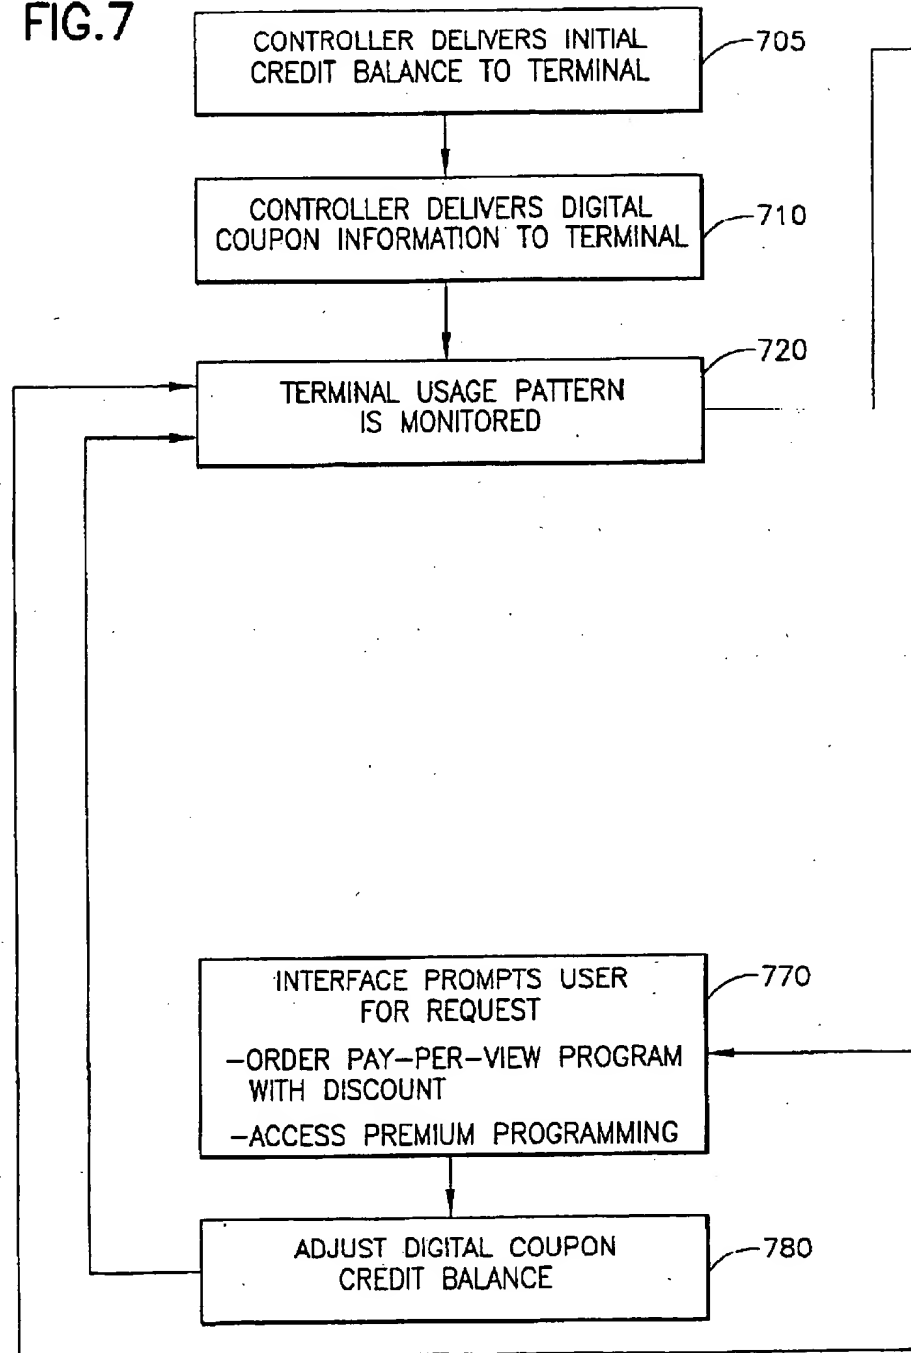 FIG.7
CONTROLLER DELIVERS INITIAL
CREDIT BALANCE TO TERMINAL
705
CONTROLLER DELIVERS DIGITAL
COUPON INFORMATION TO TERMINAL
710
TERMINAL USAGE PATTERN
IS MONITORED
720
INTERFACE PROMPTS USER
FOR REQUEST
-ORDER PAY-PER-VIEW PROGRAM
WITH DISCOUNT
-ACCESS PREMIUM PROGRAMMING
770
ADJUST DIGITAL COUPON
CREDIT BALANCE
780